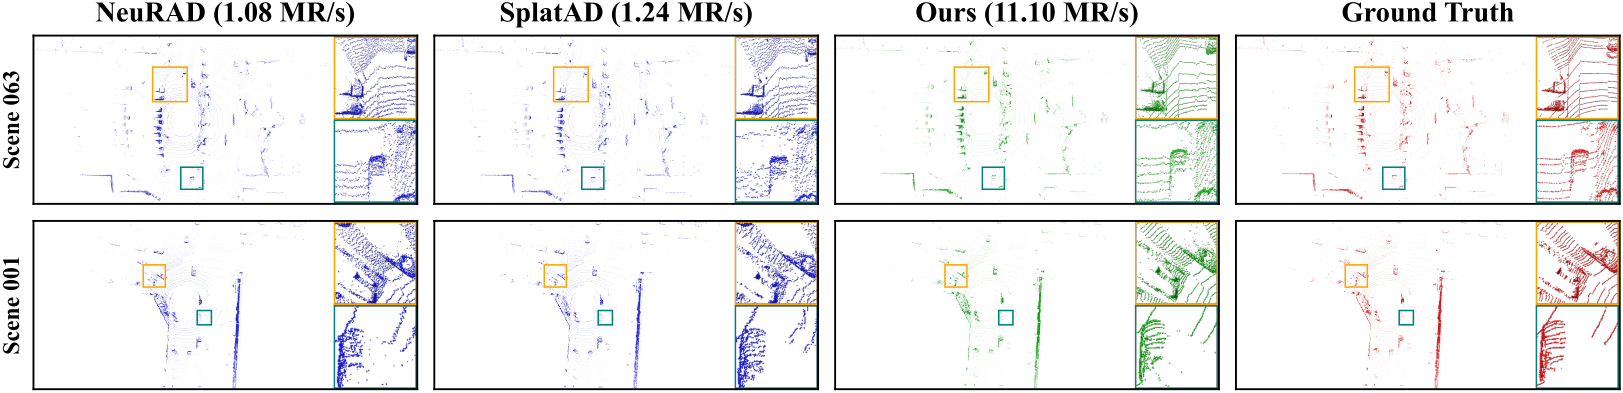 NeuRAD (1.08 MR/s) SplatAD (1.24 MR/s) Ours (11.10 MR/s) Ground Truth
Scene 063
Scene 001